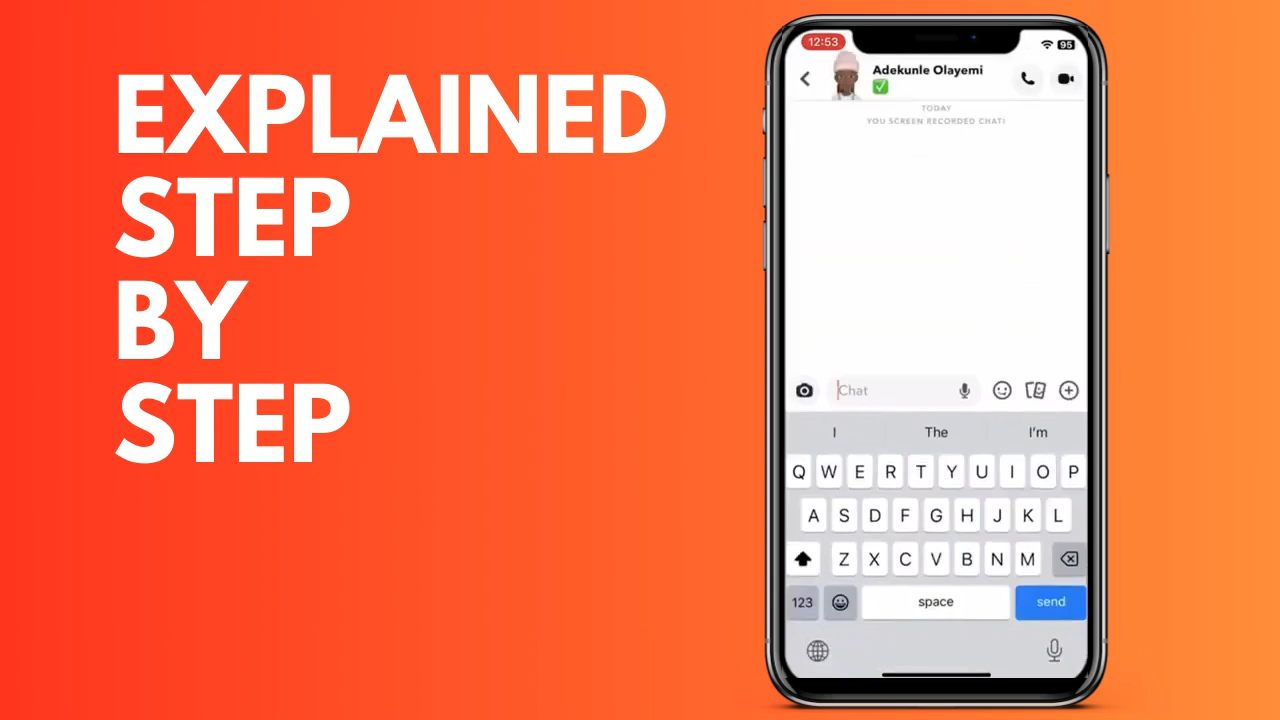 EXPLAINED
STEP
BY
STEP
12:53
95
Adekunle Olayemi
TODAY
YOU SCREEN RECORDED CHAT!
Chat
I The I'm
Q W E R T Y U I O P
A S D F G H J K L
Z X C V B N M
123 space send